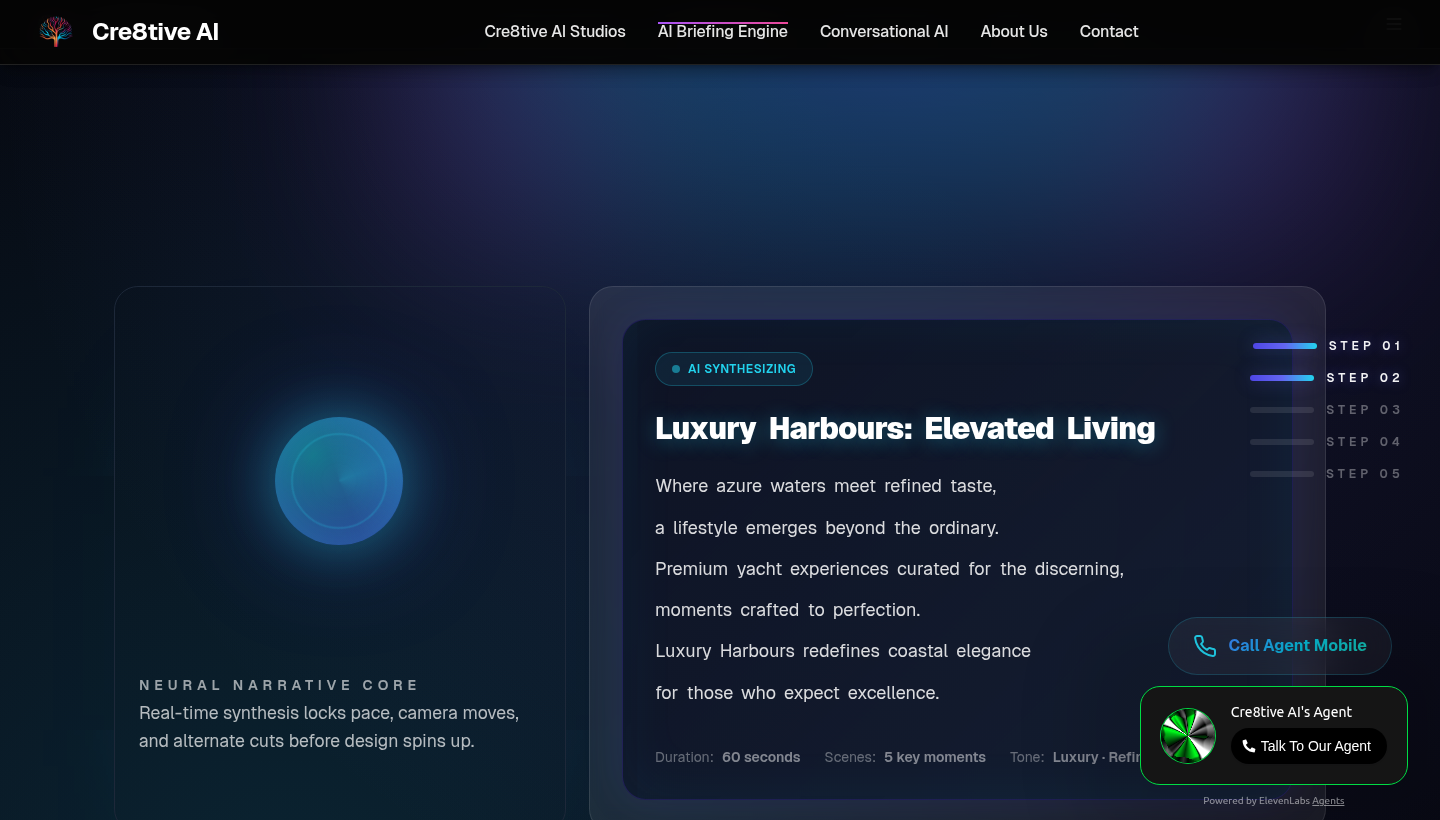 Cre8tive AI
Cre8tive AI Studios
AI Briefing Engine
Conversational AI
About Us
Contact
AI SYNTHESIZING
Luxury Harbours: Elevated Living
Where azure waters meet refined taste,
a lifestyle emerges beyond the ordinary.
Premium yacht experiences curated for the discerning,
moments crafted to perfection.
Luxury Harbours redefines coastal elegance
for those who expect excellence.
Duration: 60 seconds
Scenes: 5 key moments
Tone: Luxury ·
NEURAL NARRATIVE CORE
Real-time synthesis locks pace, camera moves,
and alternate cuts before design spins up.
STEP 01
STEP 02
STEP 03
STEP 04
STEP 05
Call Agent Mobile
Cre8tive AI's Agent
Talk To Our Agent
Powered by ElevenLabs Agents